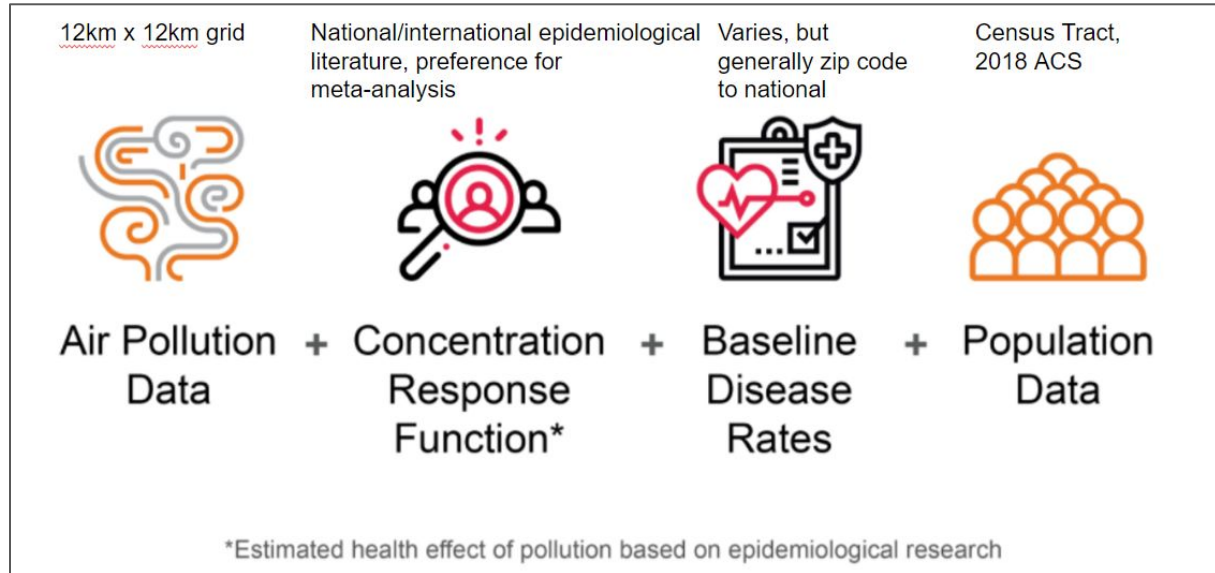 12km x 12km grid
National/international epidemiological
literature, preference for
meta-analysis
Varies, but
generally zip code
to national
Census Tract,
2018 ACS
Air Pollution
Data
+
Concentration
Response
Function*
+
Baseline
Disease
Rates
+
Population
Data
*Estimated health effect of pollution based on epidemiological research